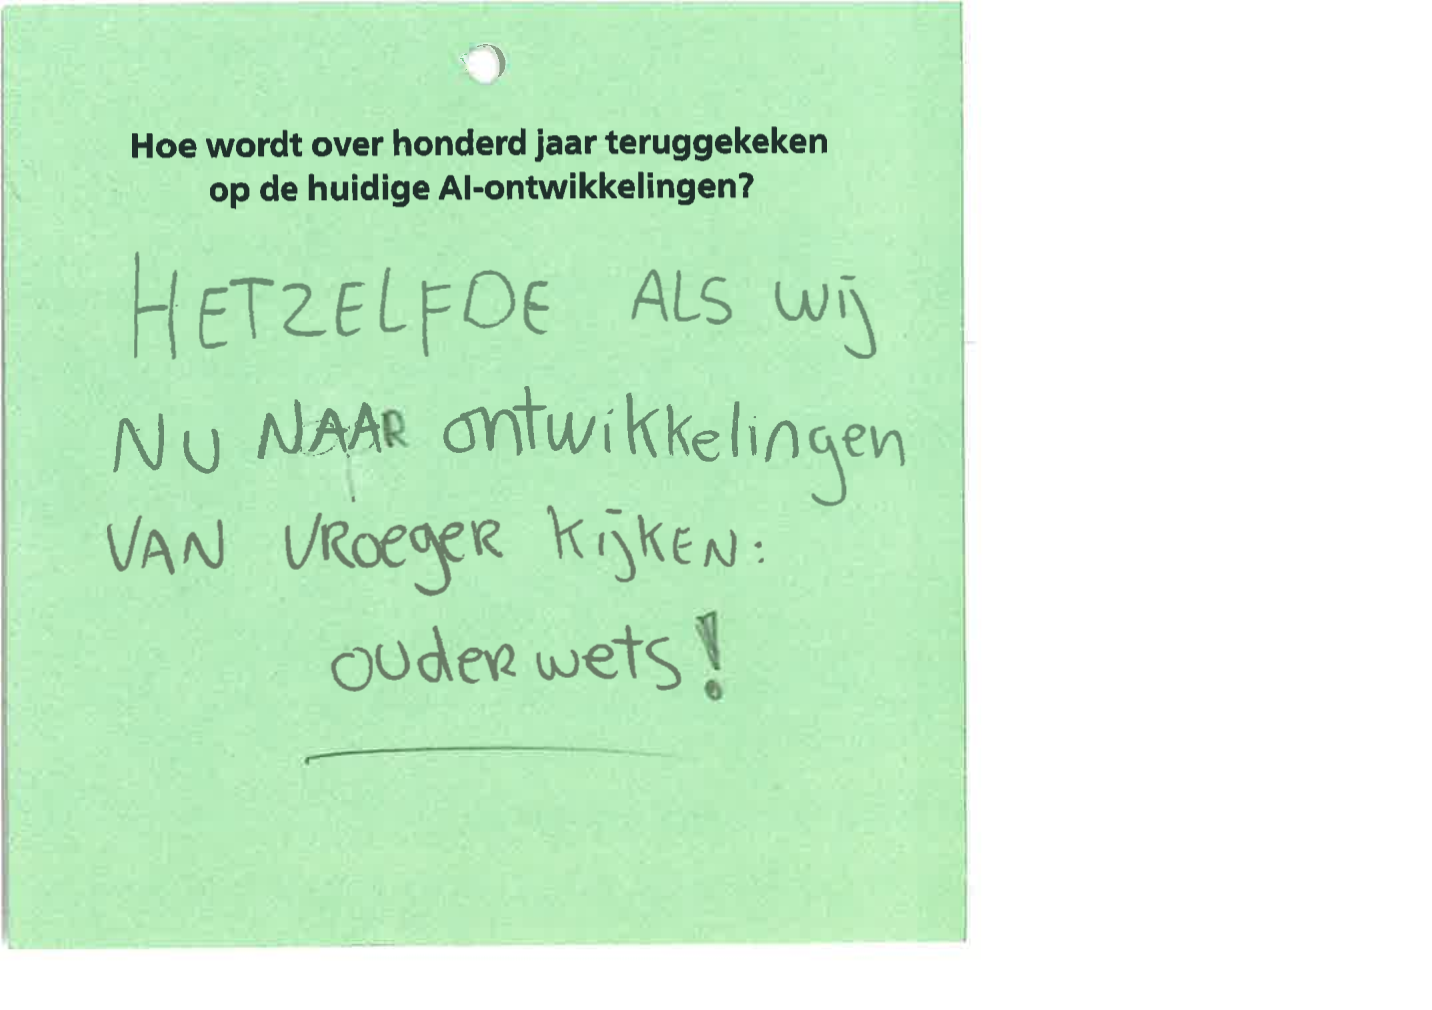 Hoe wordt over honderd jaar teruggekeken
op de huidige AI-ontwikkelingen?
HETZELFDE ALS wij
NU NAAR ontwikkelingen
VAN VROEGER KIJKEN:
OUDERwets!